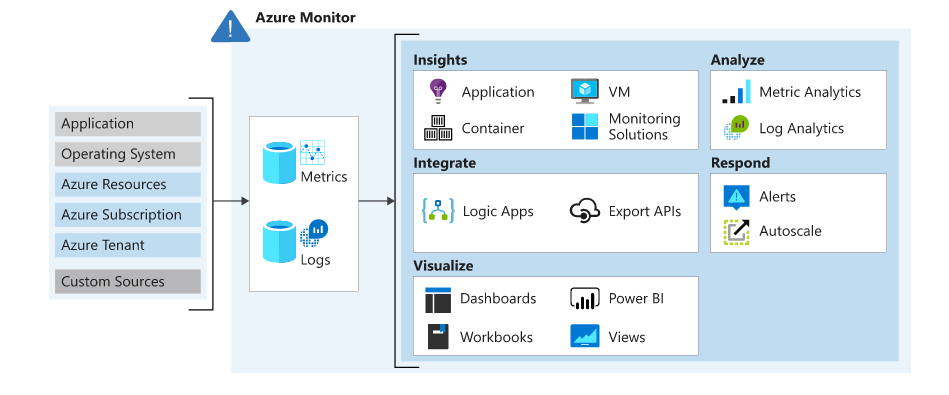 Azure Monitor
Application
Operating System
Azure Resources
Azure Subscription
Azure Tenant
Custom Sources
Metrics
Logs
Insights
Application
VM
Container
Monitoring
Solutions
Analyze
Metric Analytics
Log Analytics
Integrate
Logic Apps
Export APIs
Respond
Alerts
Autoscale
Visualize
Dashboards
Power BI
Workbooks
Views